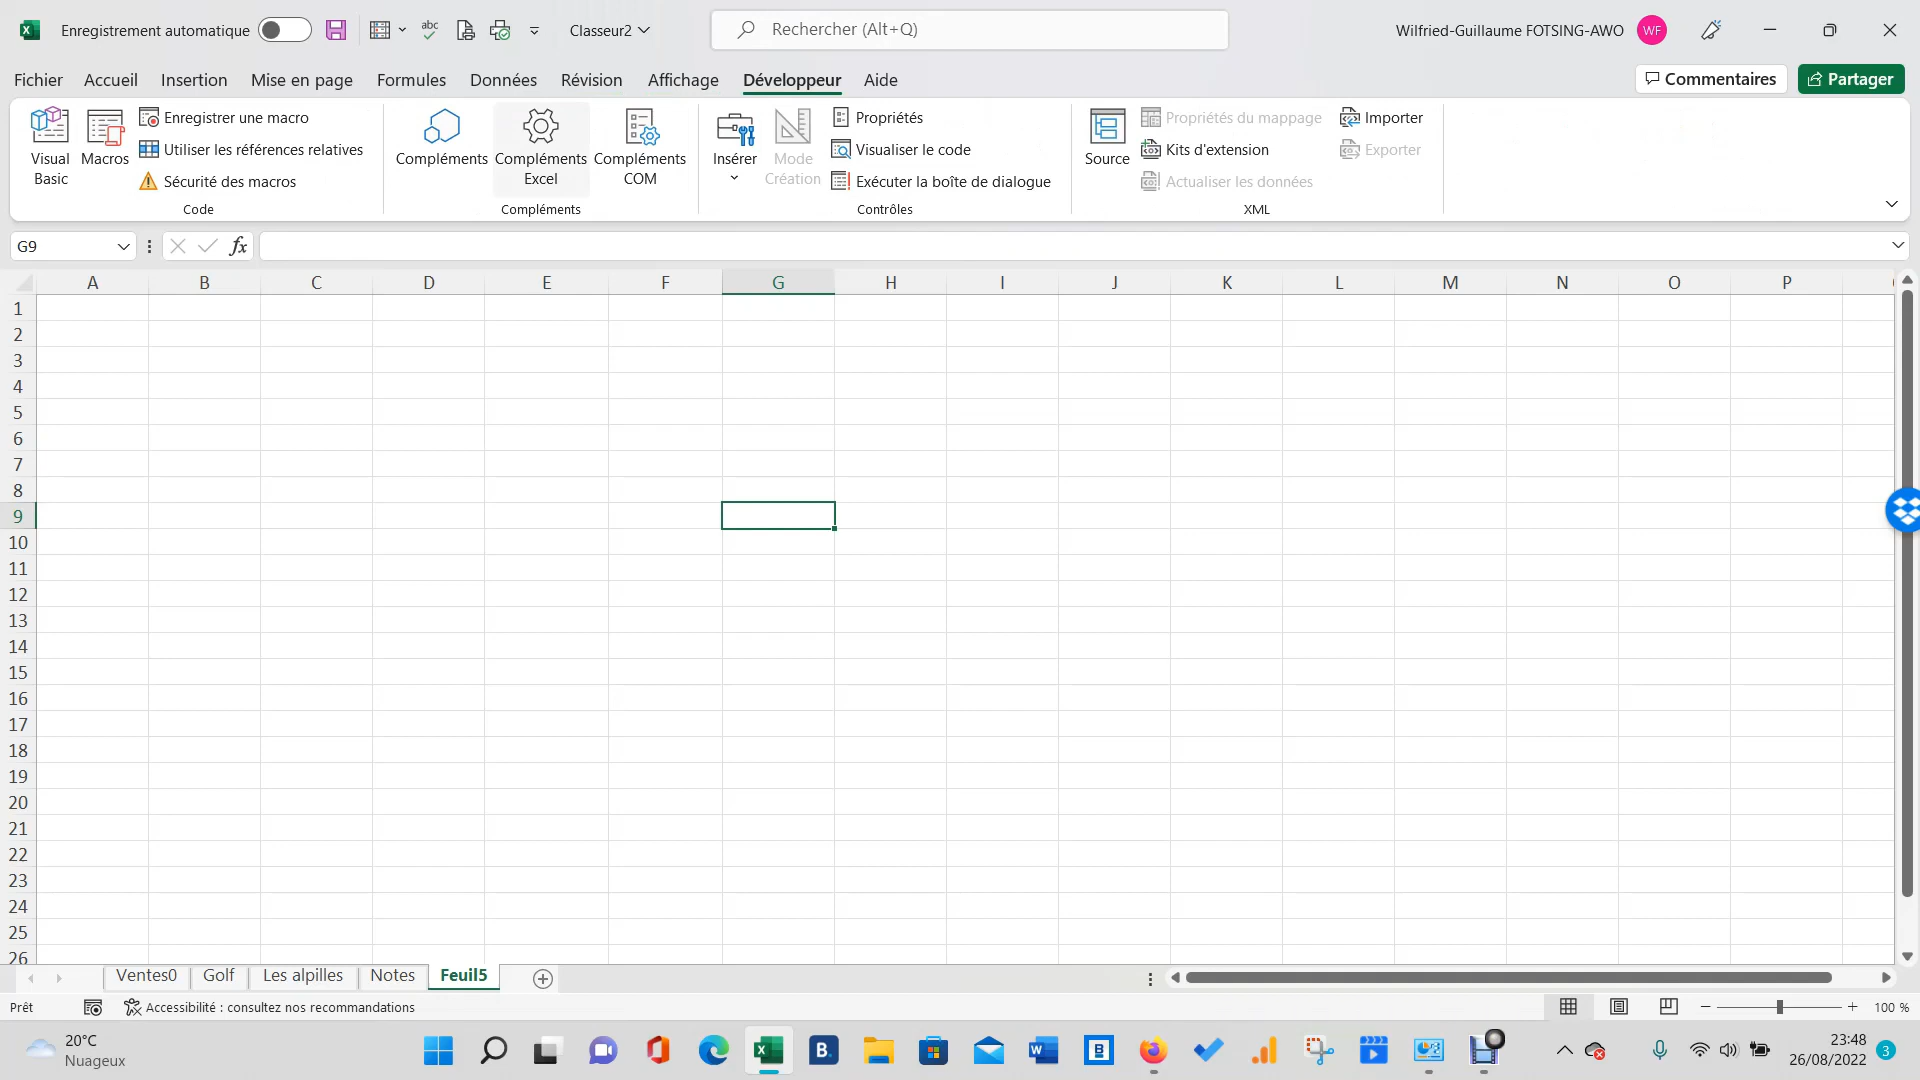 Enregistrement automatique
abc
Classeur2
Rechercher (Alt+Q)
Wilfried-Guillaume FOTSING-AWO
WF
Fichier Accueil Insertion Mise en page Formules Données Révision Affichage Développeur Aide
Commentaires
Partager
Visual Basic
Macros
Enregistrer une macro
Utiliser les références relatives
Sécurité des macros
Code
Compléments
Compléments Excel
Compléments COM
Compléments
Insérer
Mode Création
Propriétés
Visualiser le code
Exécuter la boîte de dialogue
Contrôles
Source
Propriétés du mappage
Kits d'extension
Actualiser les données
Importer
Exporter
XML
G9
fx
A B C D E F G H I J K L M N O P
1
2
3
4
5
6
7
8
9
10
11
12
13
14
15
16
17
18
19
20
21
22
23
24
25
26
Ventes0 Golf Les alpilles Notes Feuil5
Prêt
Accessibilité : consultez nos recommandations
100 %
20°C
Nuageux
B.
W
B
23:48
26/08/2022
3